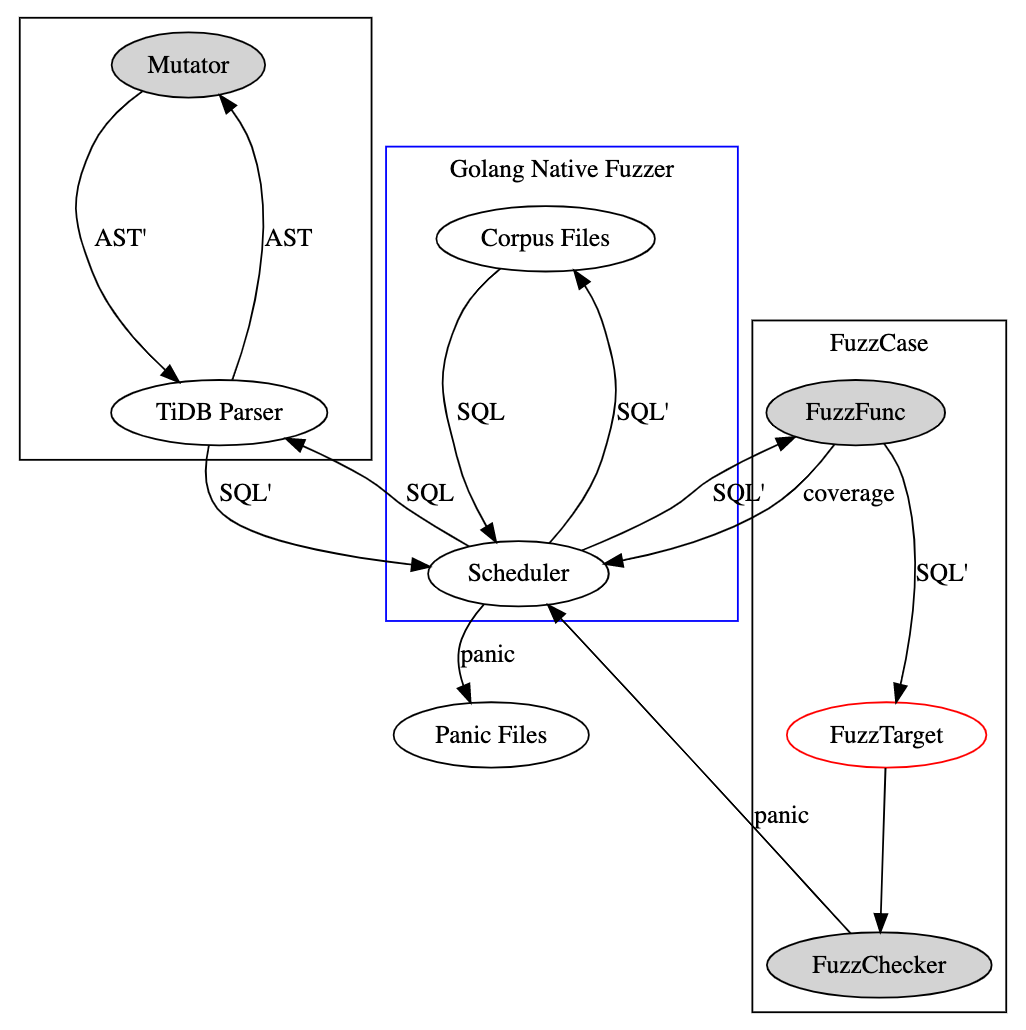 Mutator
AST'
AST
TiDB Parser
Golang Native Fuzzer
Corpus Files
SQL
SQL'
FuzzCase
FuzzFunc
SQL'
SQL
SQL'
coverage
Scheduler
SQL'
panic
Panic Files
FuzzTarget
panic
FuzzChecker